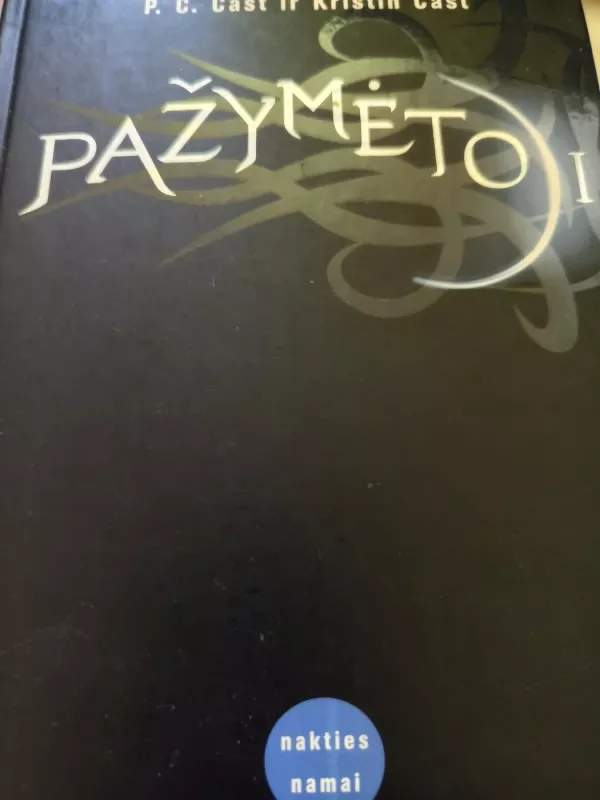 P. C. Cast ir Kristin Cast
PAŽYMĖTOJI
nakties
namai